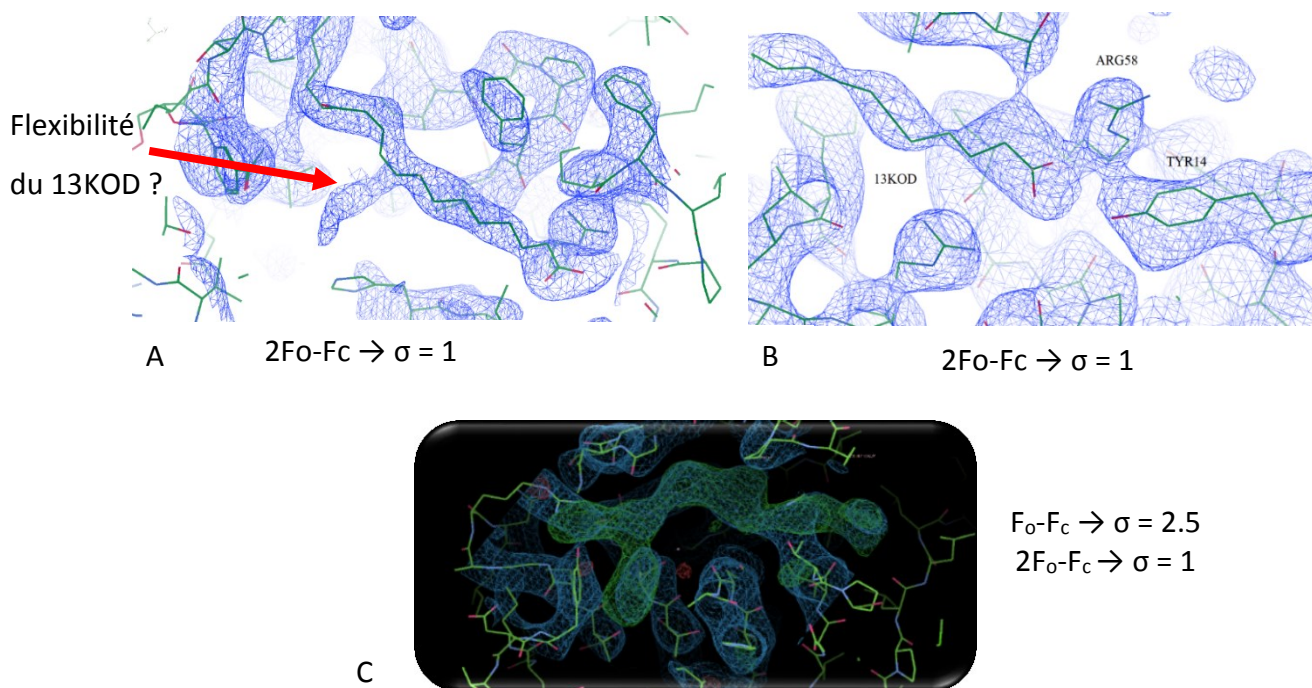 Flexibilité
du 13KOD ?
ARG58
TYR14
13KOD
A
2Fo-Fc → σ = 1
B
2Fo-Fc → σ = 1
Fo-Fc → σ = 2.5
2Fo-Fc → σ = 1
C